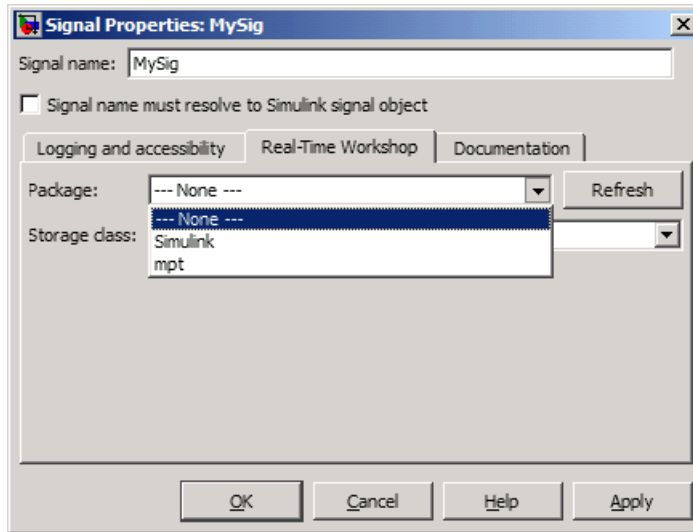 Signal Properties: MySig
Signal name: MySig
Signal name must resolve to Simulink signal object
Logging and accessibility Real-Time Workshop Documentation
Package: --- None --- Refresh
--- None ---
Storage class: Simulink
mpt
OK Cancel Help Apply